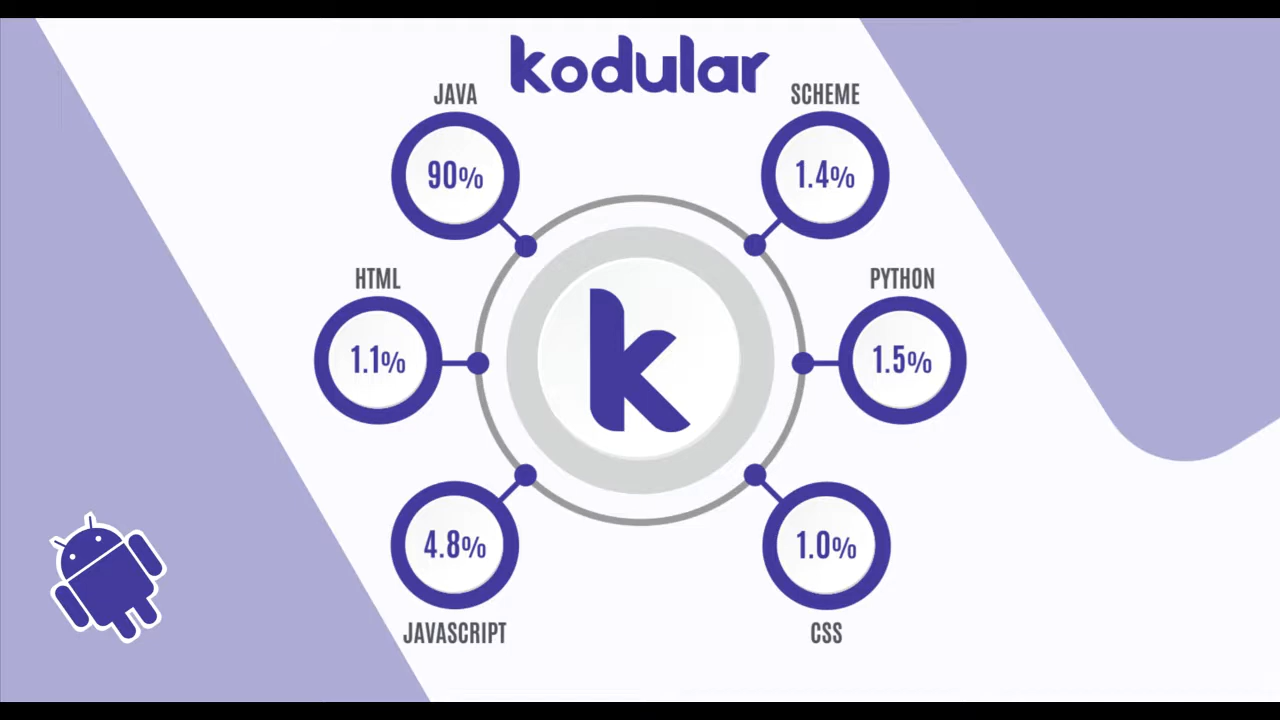 kodular
JAVA
90%
SCHEME
1.4%
HTML
1.1%
PYTHON
1.5%
k
4.8%
JAVASCRIPT
1.0%
CSS